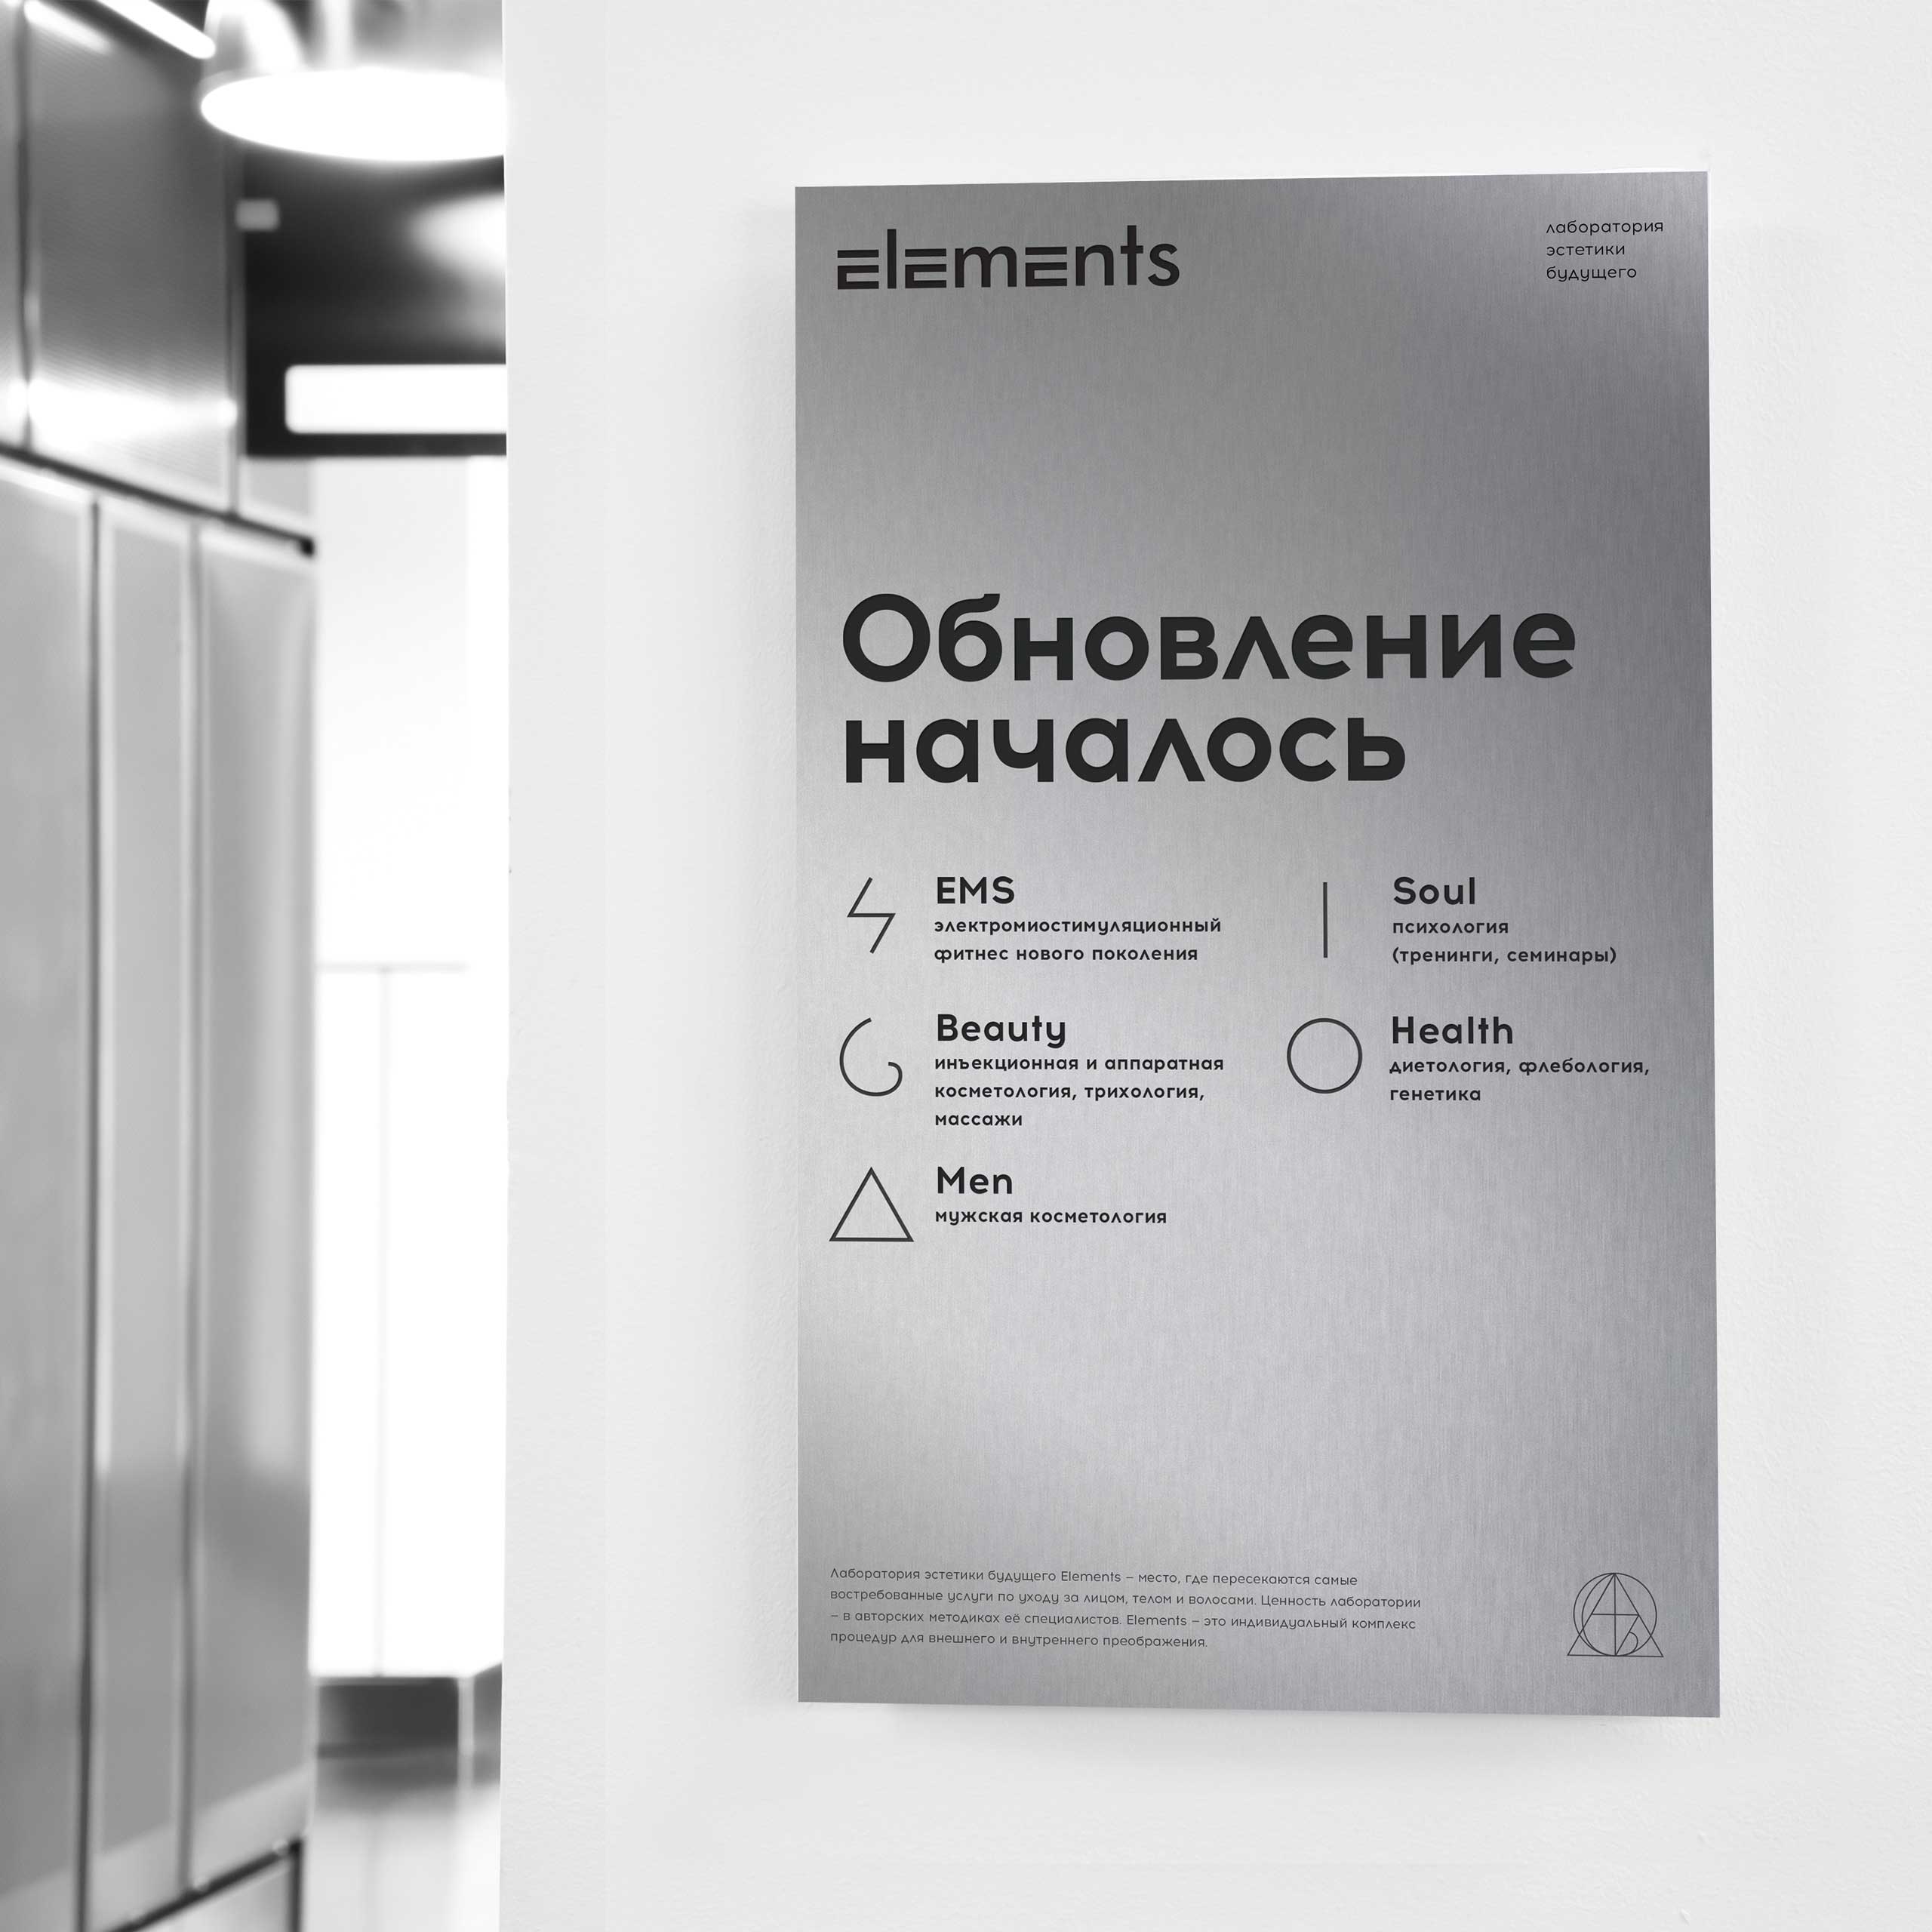 elements
лаборатория
эстетики
будущего
Обновление
началось
EMS
электромиостимуляционный
фитнес нового поколения
Soul
психология
(тренинги, семинары)
Beauty
инъекционная и аппаратная
косметология, трихология,
массажи
Health
диетология, флебология,
генетика
Men
мужская косметология
Лаборатория эстетики будущего Elements – место, где пересекаются самые
востребованные услуги по уходу за лицом, телом и волосами. Ценность лаборатории
– в авторских методиках её специалистов. Elements – это индивидуальный комплекс
процедур для внешнего и внутреннего преображения.